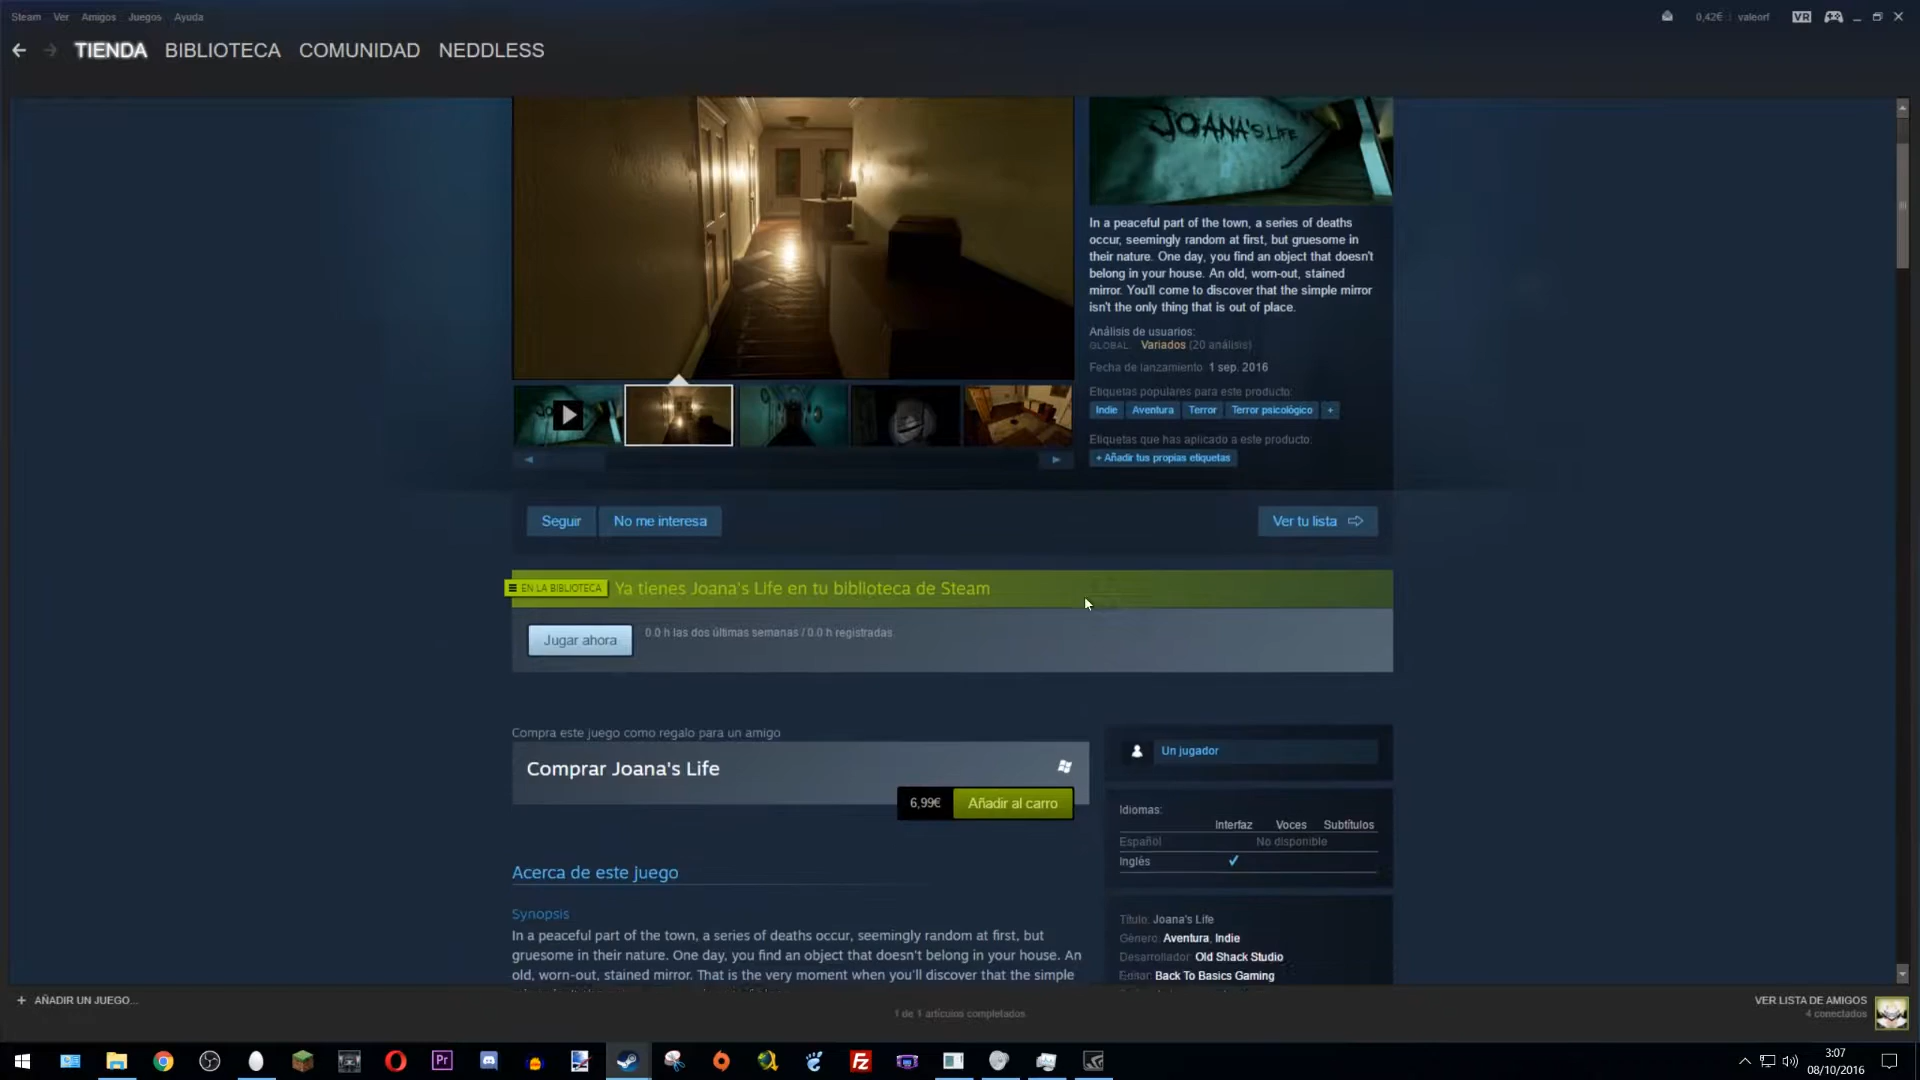 Steam Ver Amigos Juegos Ayuda
0,42€ valeorf VR
TIENDA BIBLIOTECA COMUNIDAD NEDDLESS
JOANA'S LIFE
In a peaceful part of the town, a series of deaths
occur, seemingly random at first, but gruesome in
their nature. One day, you find an object that doesn't
belong in your house. An old, worn-out, stained
mirror. You'll come to discover that the simple mirror
isn't the only thing that is out of place.
Análisis de usuarios:
GLOBAL: Variados (20 análisis)
Fecha de lanzamiento: 1 sep. 2016
Etiquetas populares para este producto:
Indie Aventura Terror Terror psicológico +
Etiquetas que has aplicado a este producto:
+ Añadir tus propias etiquetas
Seguir No me interesa Ver tu lista
EN LA BIBLIOTECA Ya tienes Joana's Life en tu biblioteca de Steam
Jugar ahora 0.0 h las dos últimas semanas / 0.0 h registradas
Compra este juego como regalo para un amigo
Comprar Joana's Life
6,99€ Añadir al carro
Un jugador
Idiomas:
Interfaz Voces Subtítulos
Español No disponible
Inglés ✔
Acerca de este juego
Synopsis
In a peaceful part of the town, a series of deaths occur, seemingly random at first, but
gruesome in their nature. One day, you find an object that doesn't belong in your house. An
old, worn-out, stained mirror. That is the very moment when you'll discover that the simple
Título: Joana's Life
Género: Aventura, Indie
Desarrollador: Old Shack Studio
Editor: Back To Basics Gaming
+ AÑADIR UN JUEGO...
1 de 1 artículos completados
VER LISTA DE AMIGOS
4 conectados
Pr
Fz
3:07
08/10/2016